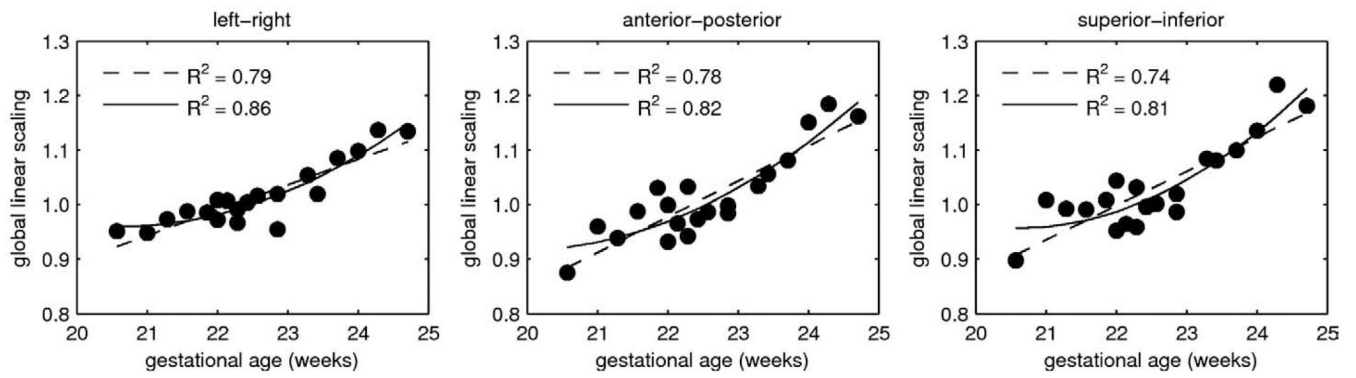 left-right
1.3
1.2
1.1
1.0
0.9
0.8
global linear scaling
R² = 0.79
R² = 0.86
20 21 22 23 24 25
gestational age (weeks)
anterior-posterior
1.3
1.2
1.1
1.0
0.9
0.8
global linear scaling
R² = 0.78
R² = 0.82
20 21 22 23 24 25
gestational age (weeks)
superior-inferior
1.3
1.2
1.1
1.0
0.9
0.8
global linear scaling
R² = 0.74
R² = 0.81
20 21 22 23 24 25
gestational age (weeks)